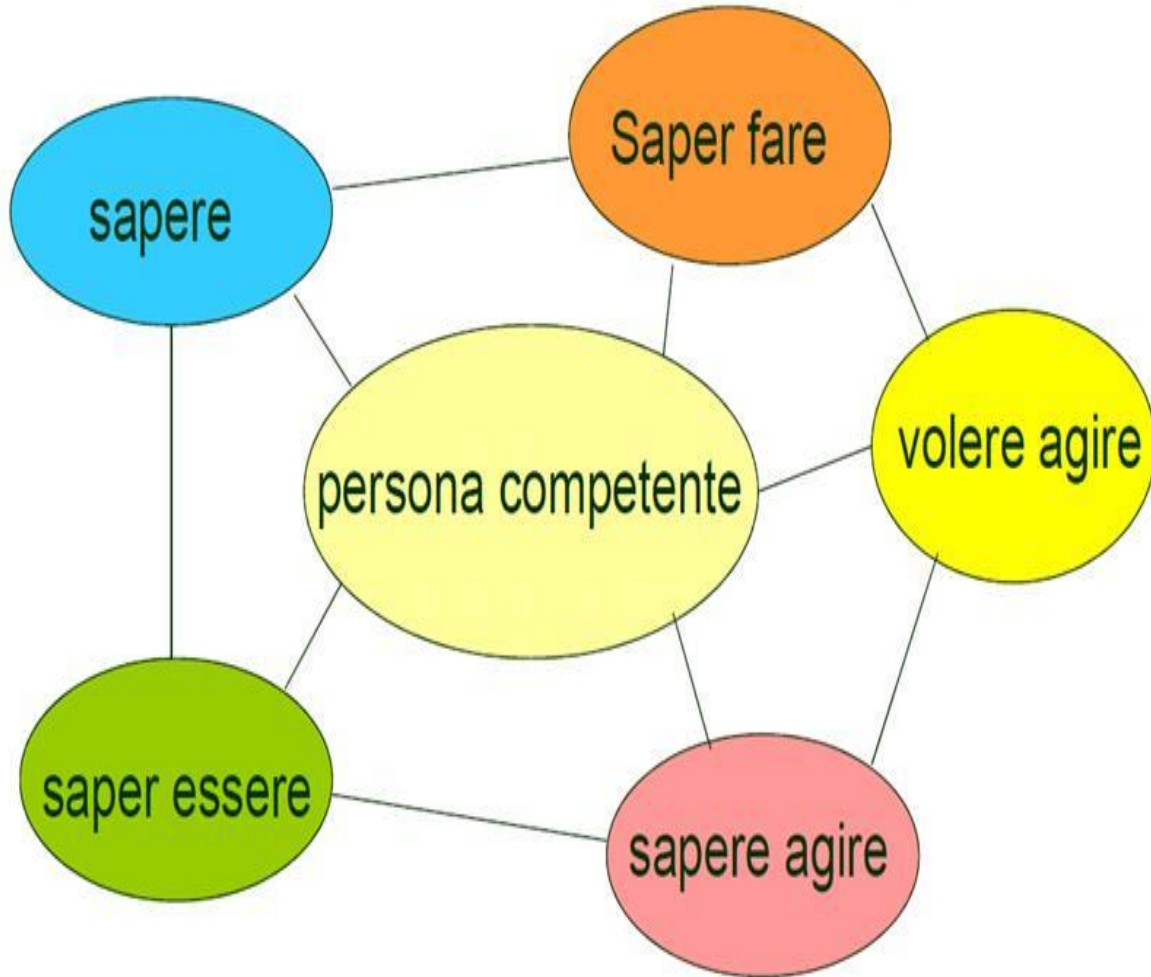 Saper fare
sapere
volere agire
persona competente
saper essere
sapere agire